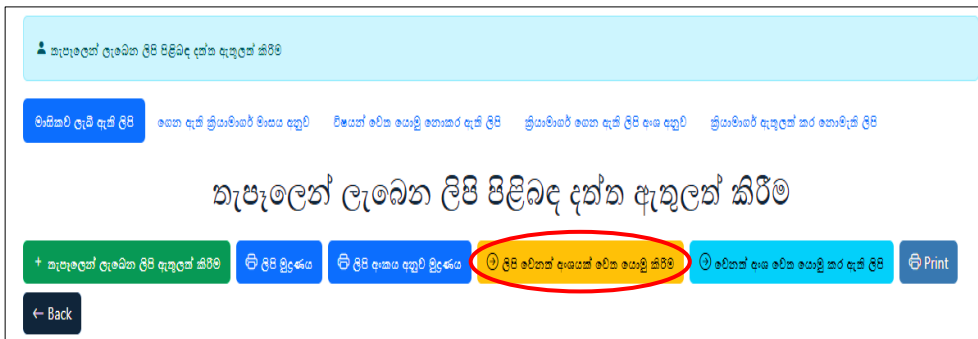 තැපෑලෙන් ලැබෙන ලිපි පිළිබඳ දත්ත ඇතුලත් කිරීම
මාසිකව ලැබී ඇති ලිපි ගෙන ඇති ක්‍රියාමාර්ග මාසය අනුව විෂයන් වෙත යොමු නොකර ඇති ලිපි ක්‍රියාමාර්ග ගෙන ඇති ලිපි අංශ අනුව ක්‍රියාමාර්ග ඇතුලත් කර නොමැති ලිපි
තැපෑලෙන් ලැබෙන ලිපි පිළිබඳ දත්ත ඇතුලත් කිරීම
+ තැපෑලෙන් ලැබෙන ලිපි ඇතුලත් කිරීම ලිපි මුද්‍රණය ලිපි අංකය අනුව මුද්‍රණය ලිපි වෙනත් අංශයක් වෙත යොමු කිරීම වෙනත් අංශ වෙත යොමු කර ඇති ලිපි Print
← Back